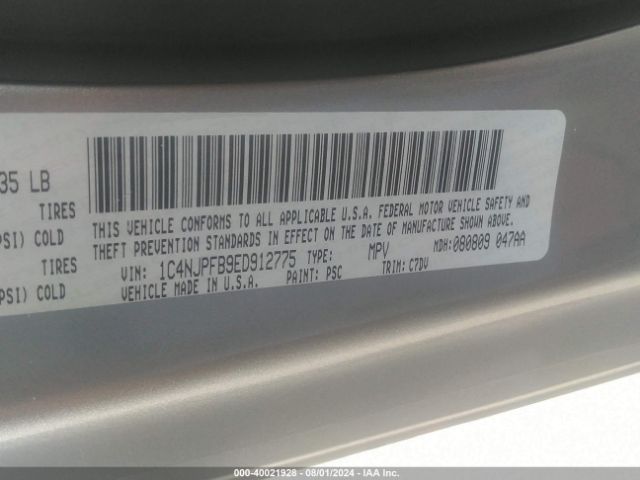 35 LB
TIRES
PSI) COLD
TIRES
PSI) COLD
THIS VEHICLE CONFORMS TO ALL APPLICABLE U.S.A. FEDERAL MOTOR VEHICLE SAFETY AND
THEFT PREVENTION STANDARDS IN EFFECT ON THE DATE OF MANUFACTURE SHOWN ABOVE.
VIN: 1C4NJPFB9ED912775 TYPE: MPV MDH:080809 047AA
VEHICLE MADE IN U.S.A. PAINT: PSC TRIM: C7DV
000-40021928 - 08/01/2024 - IAA Inc.